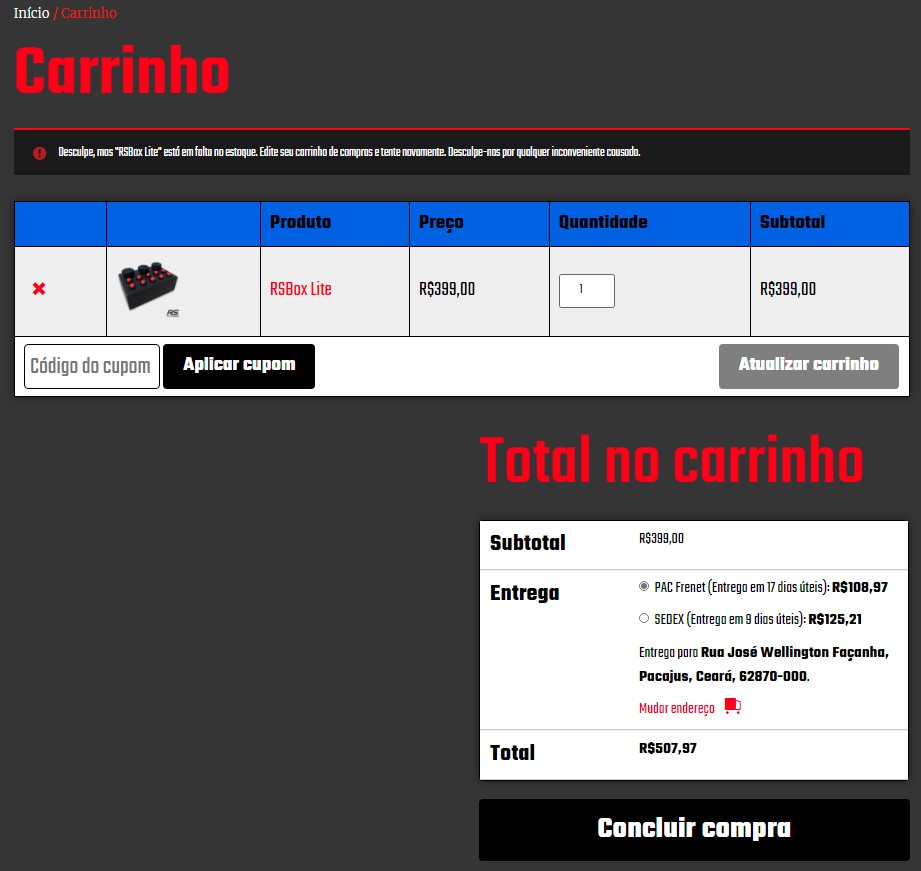 Início / Carrinho
Carrinho
Desculpe, mas "RSBox Lite" está em falta no estoque. Edite seu carrinho de compras e tente novamente. Desculpe-nos por qualquer inconveniente causado.
Produto Preço Quantidade Subtotal
RS
RSBox Lite R$399,00 1 R$399,00
Código do cupom Aplicar cupom Atualizar carrinho
Total no carrinho
Subtotal R$399,00
Entrega PAC Frenet (Entrega em 17 dias úteis): R$108,97
SEDEX (Entrega em 9 dias úteis): R$125,21
Entrega para Rua José Wellington Façanha,
Pacajus, Ceará, 62870-000.
Mudar endereço
Total R$507,97
Concluir compra